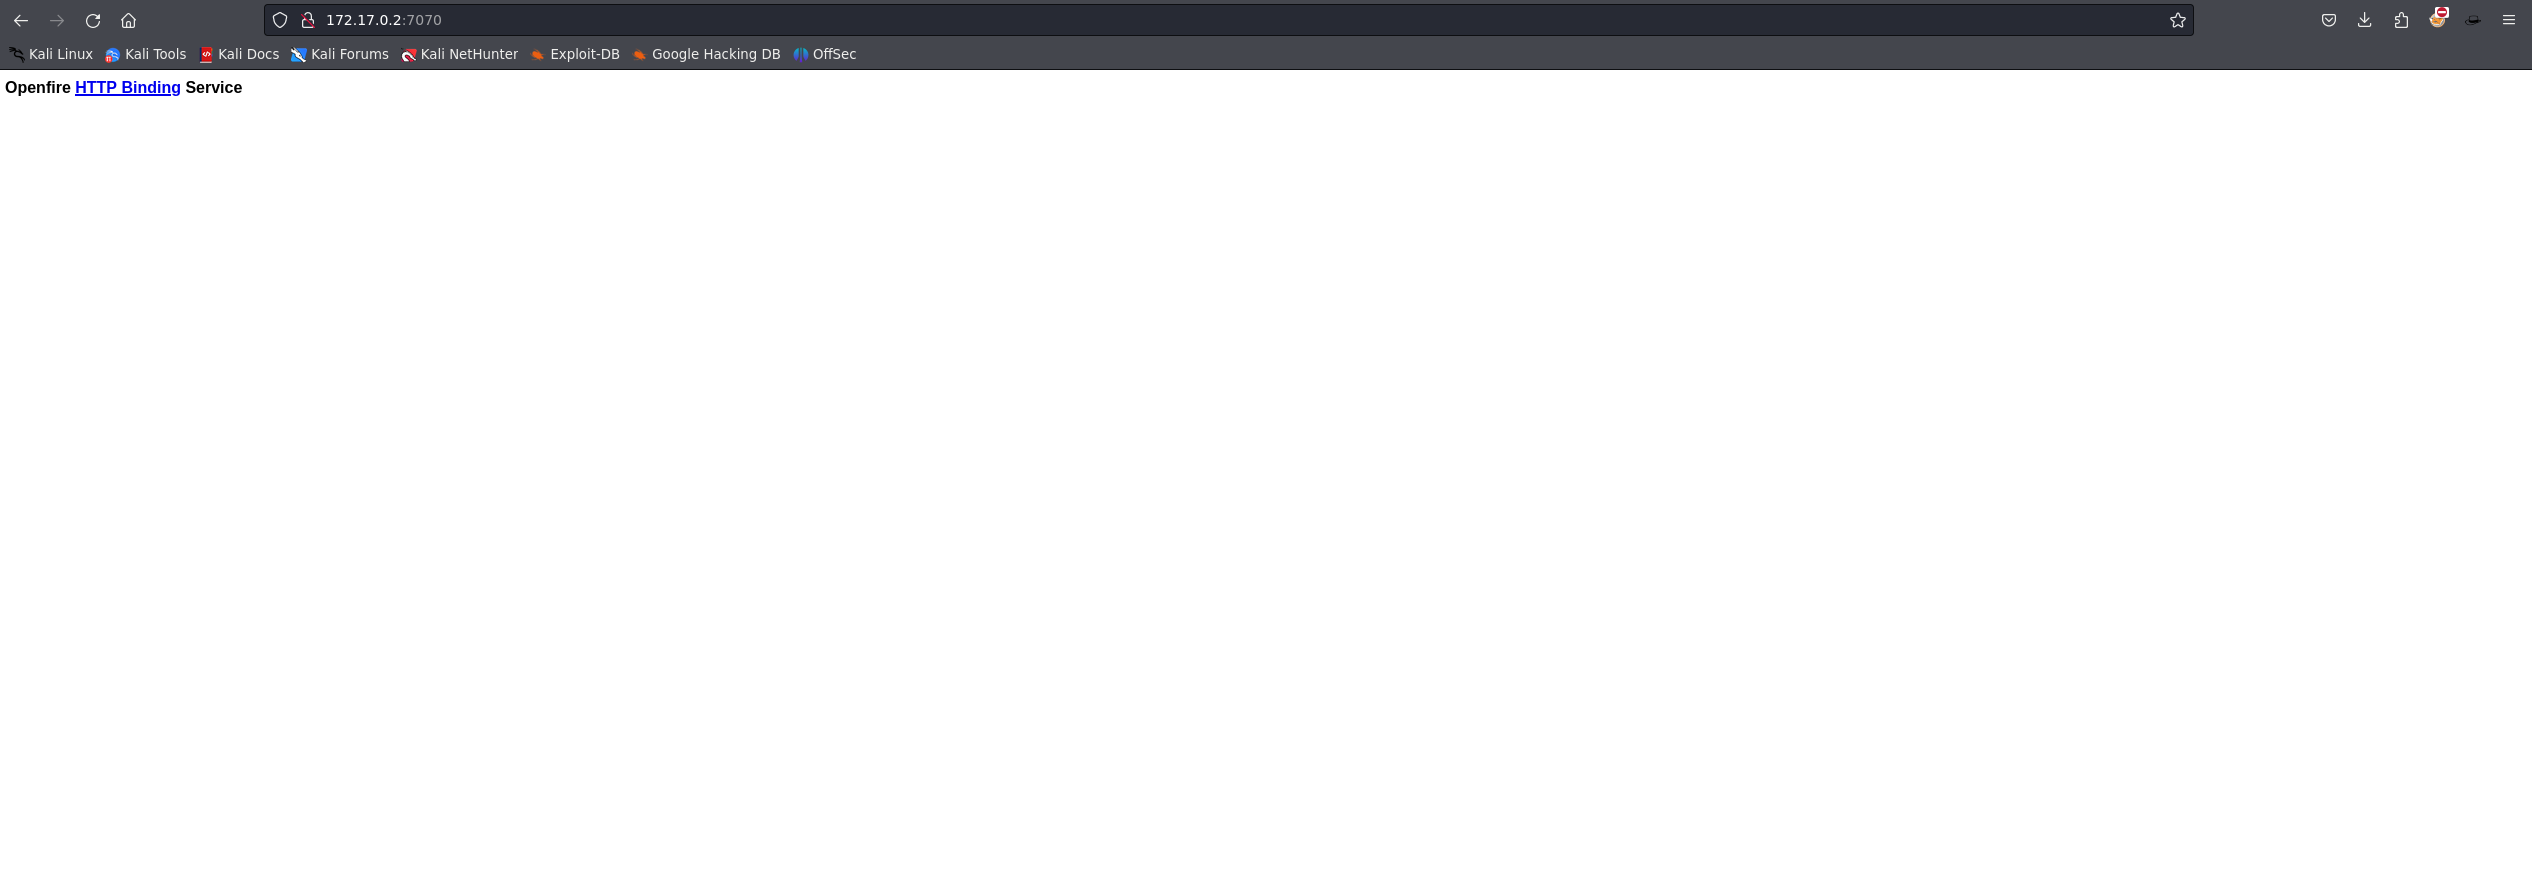 172.17.0.2:7070
Kali Linux Kali Tools Kali Docs Kali Forums Kali NetHunter Exploit-DB Google Hacking DB OffSec
Openfire HTTP Binding Service